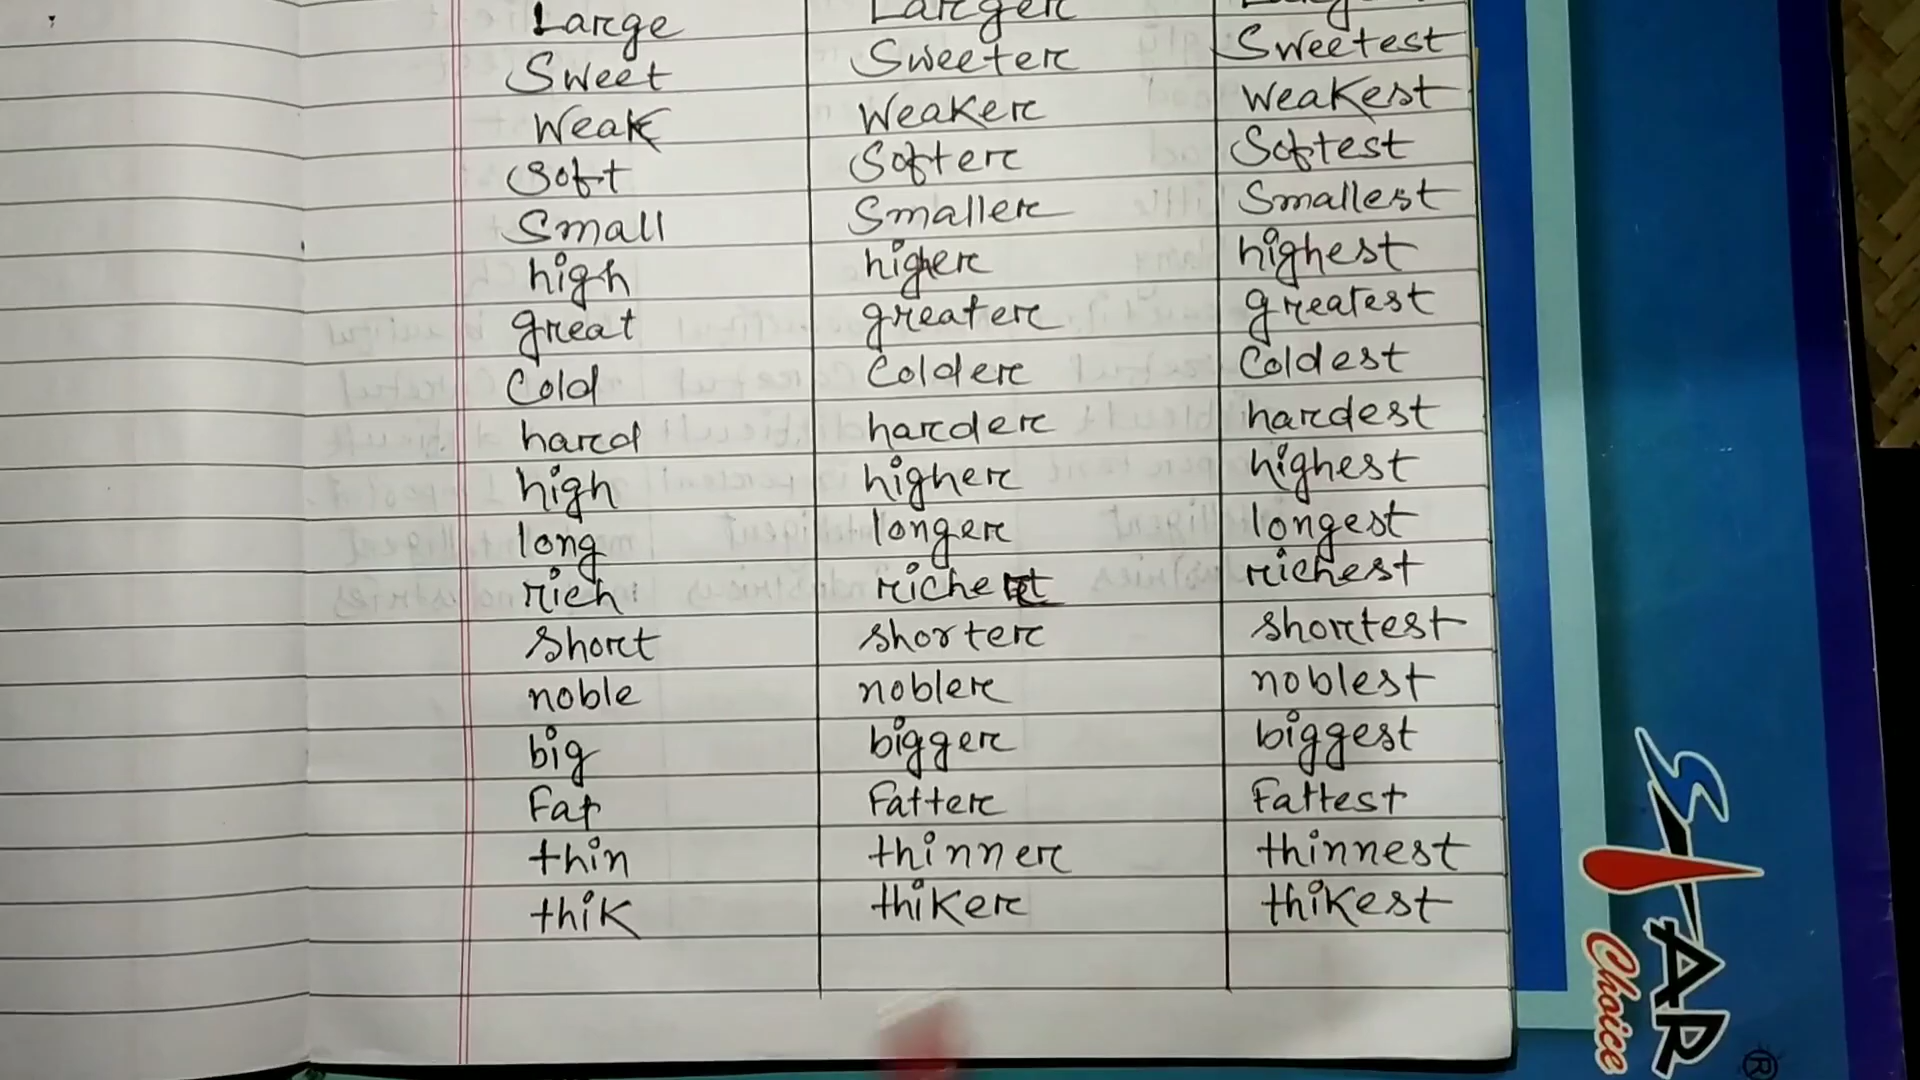 Large Larger
Sweet Sweeter Sweetest
Weak Weaker Weakest
Soft Softer Softest
Small Smaller Smallest
high higher highest
great greater greatest
Cold Colder Coldest
hard harder hardest
high higher highest
long longer longest
rich richer richest
short shorter shortest
noble nobler noblest
big bigger biggest
Fat Fatter Fattest
thin thinner thinnest
thik thiker thikest
STAR
Choice
®